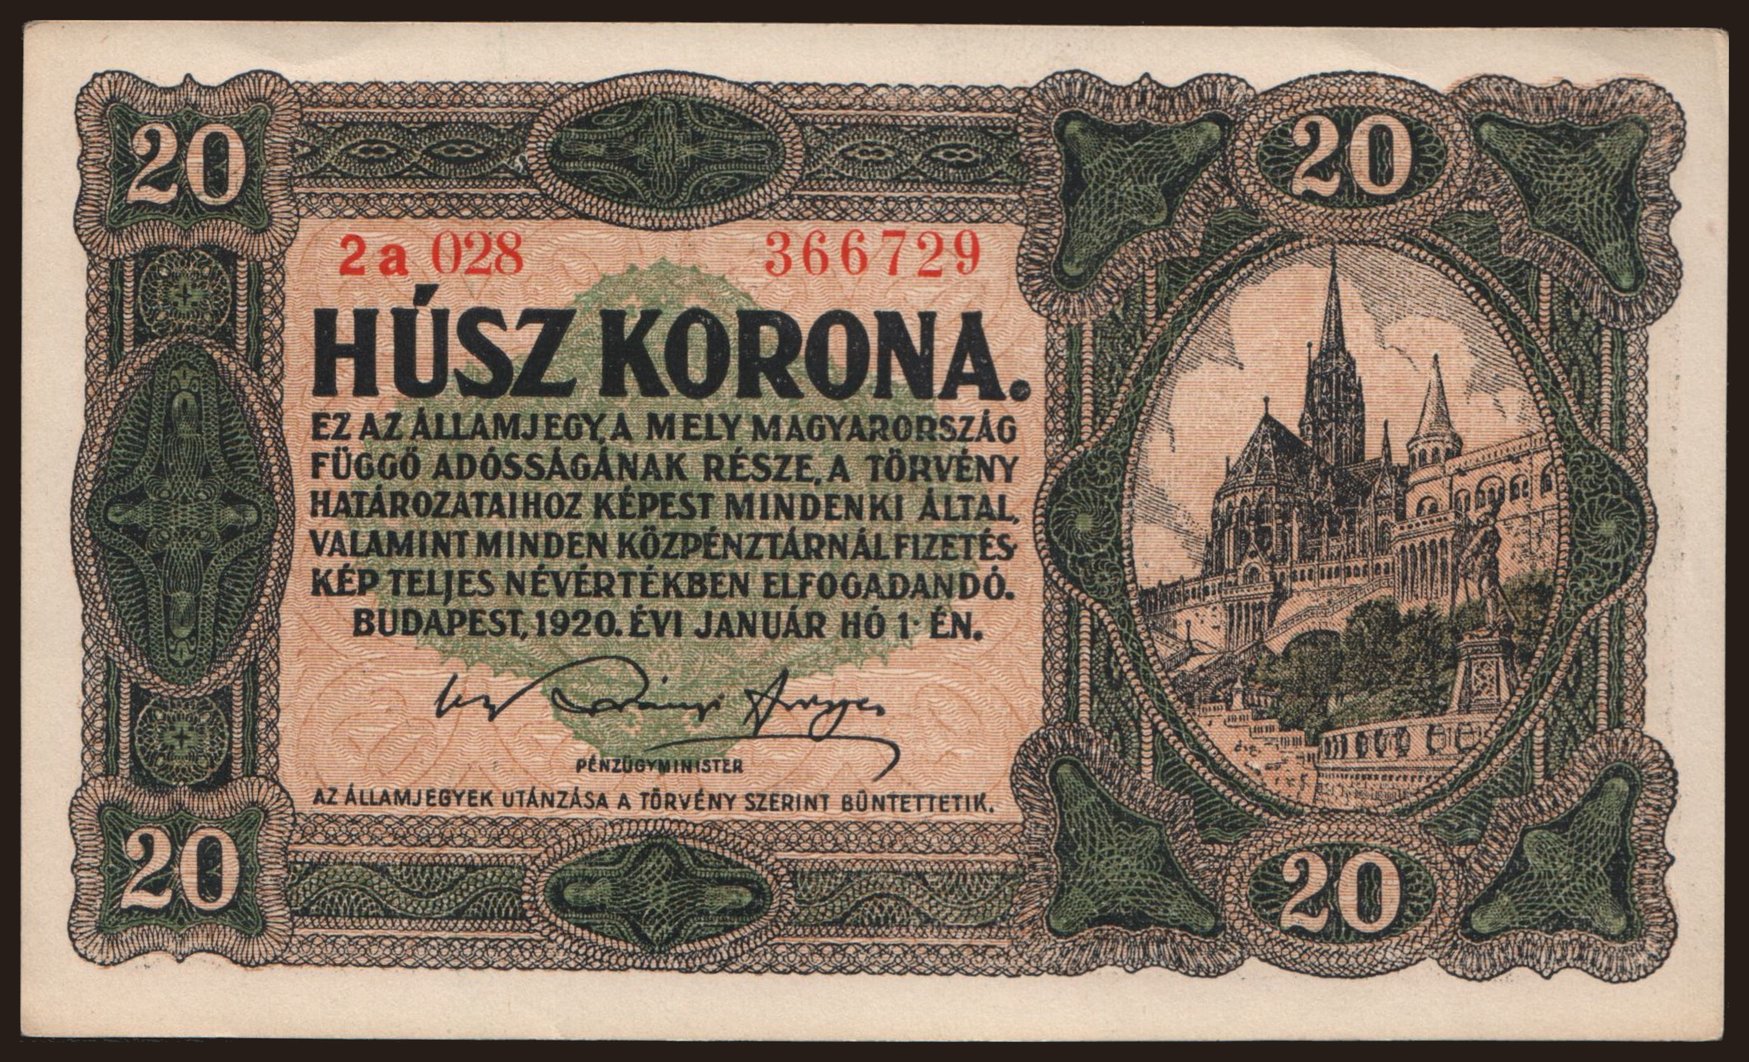 20 20
2a 028 366729
HÚSZ KORONA.
EZ AZ ÁLLAMJEGY, A MELY MAGYARORSZÁG
FÜGGŐ ADÓSSÁGÁNAK RÉSZE, A TÖRVÉNY
HATÁROZATAIHOZ KÉPEST MINDENKI ÁLTAL,
VALAMINT MINDEN KÖZPÉNZTÁRNÁL FIZETÉS-
KÉP TELJES NÉVÉRTÉKBEN ELFOGADANDÓ.
BUDAPEST, 1920. ÉVI JANUÁR HÓ 1-ÉN.
PÉNZÜGYMINISTER
AZ ÁLLAMJEGYEK UTÁNZÁSA A TÖRVÉNY SZERINT BÜNTETTETIK.
20 20